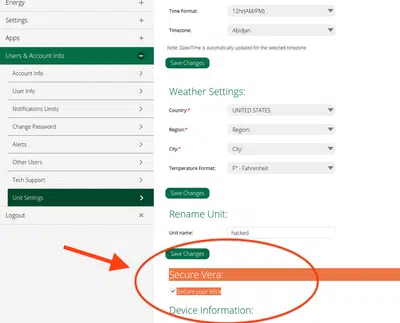 Energy
Settings
Apps
Users & Account Info
Account Info
User Info
Notifications Limits
Change Password
Alerts
Other Users
Tech Support
Unit Settings
Logout
Time Format:
12hr(AM/PM)
Timezone:
Abidjan
Note: Date/Time is automatically updated for the selected timezone.
Save Changes
Weather Settings:
Country:*
UNITED STATES
Region:*
Region:
City:*
City:
Temperature Format:
F° - Fahrenheit
Save Changes
Rename Unit:
Unit name:
hacked
Save Changes
Secure Vera:
Secure your Vera
Device Information: